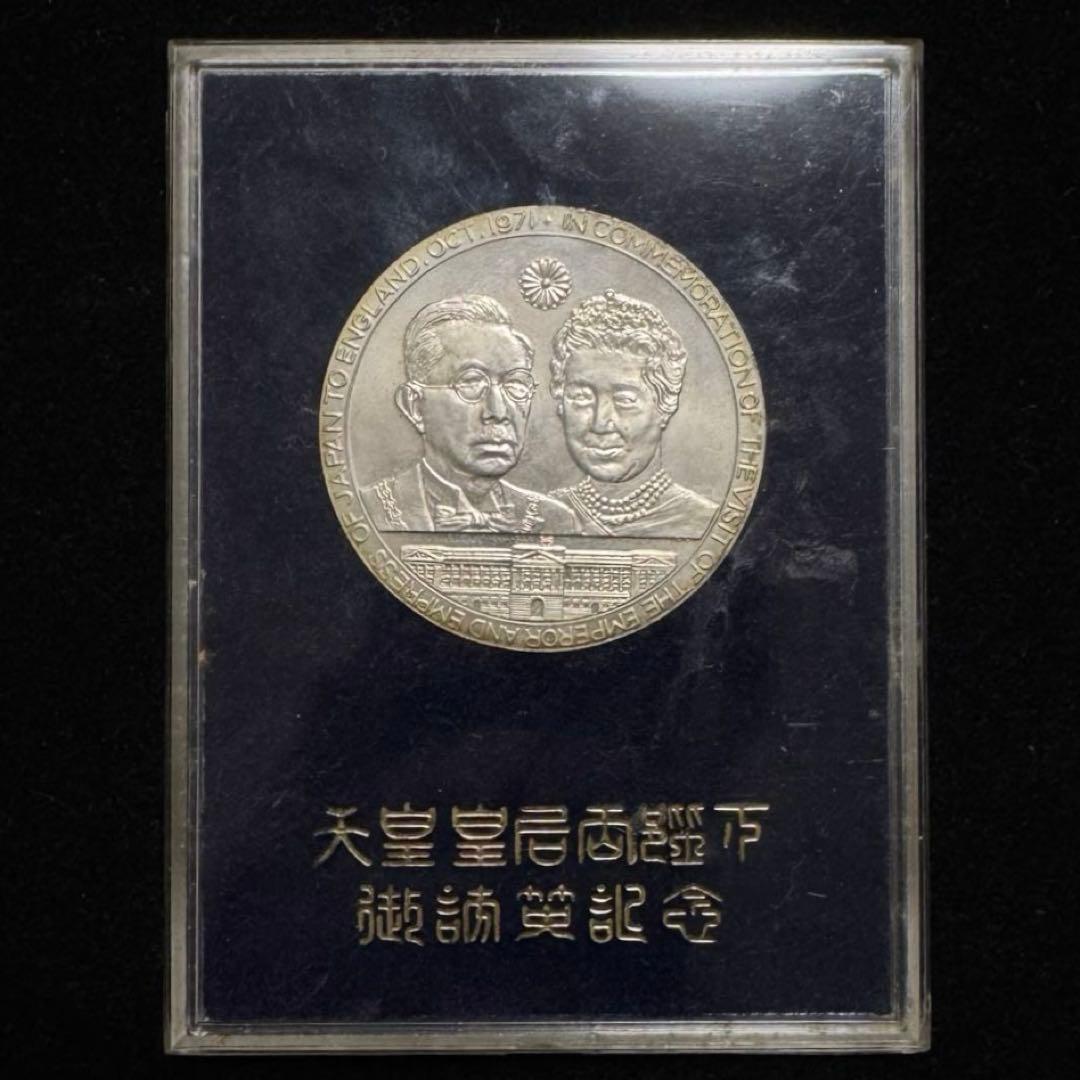 IN COMMEMORATION OF THE VISIT OF THE EMPEROR AND EMPRESS OF JAPAN TO ENGLAND, OCT. 1971 •
天皇皇后両陛下
御訪英記念